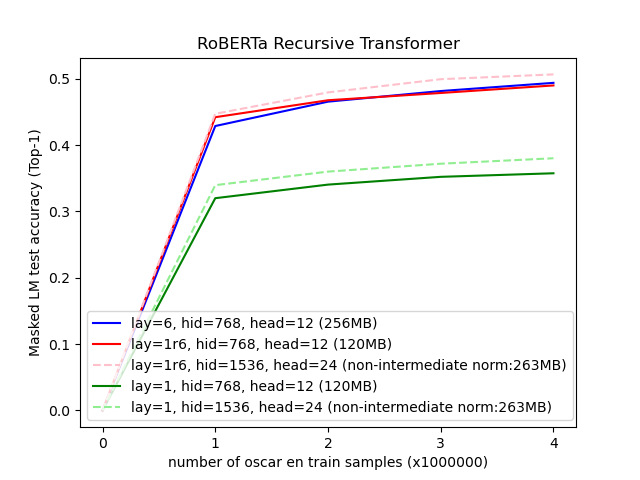 RoBERTa Recursive Transformer
Masked LM test accuracy (Top-1)
0.5
0.4
0.3
0.2
0.1
0.0
lay=6, hid=768, head=12 (256MB)
lay=1r6, hid=768, head=12 (120MB)
lay=1r6, hid=1536, head=24 (non-intermediate norm:263MB)
lay=1, hid=768, head=12 (120MB)
lay=1, hid=1536, head=24 (non-intermediate norm:263MB)
0 1 2 3 4
number of oscar en train samples (x1000000)